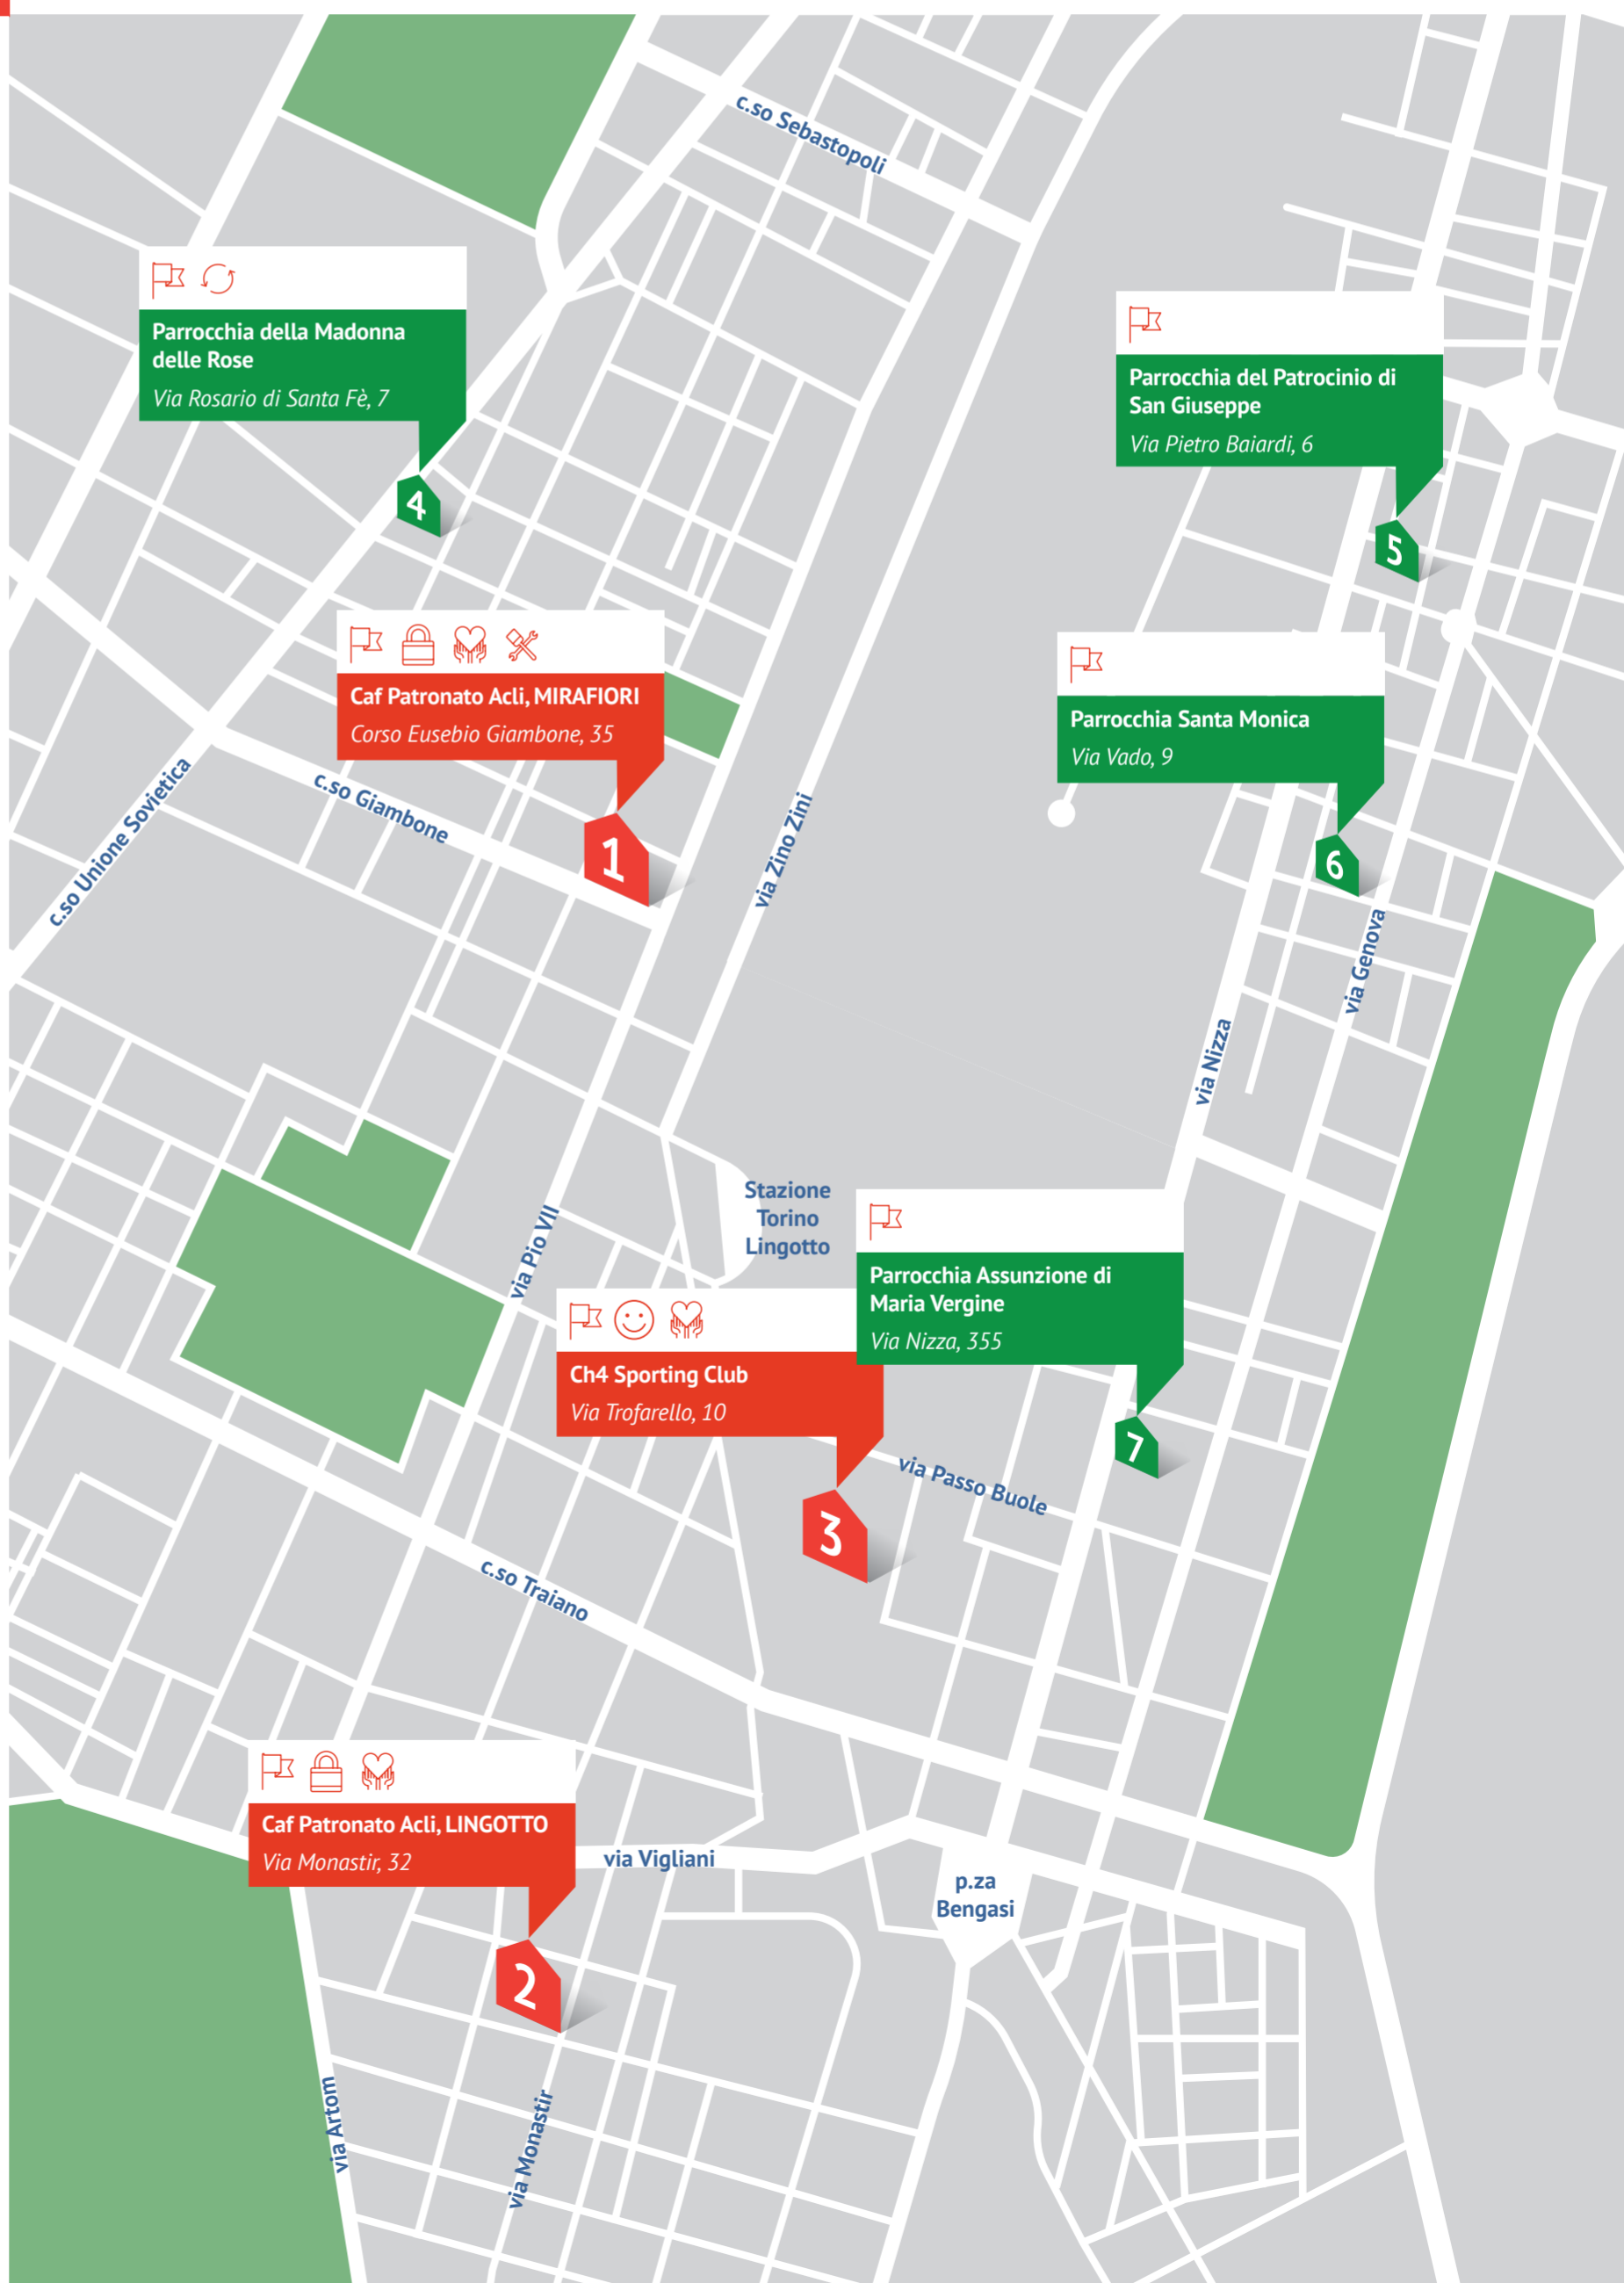 c.so Sebastopoli
Parrocchia della Madonna
delle Rose
Via Rosario di Santa Fè, 7
4
Parrocchia del Patrocinio di
San Giuseppe
Via Pietro Baiardi, 6
5
Caf Patronato Acli, MIRAFIORI
Corso Eusebio Giambone, 35
1
Parrocchia Santa Monica
Via Vado, 9
6
c.so Unione Sovietica
c.so Giambone
via Zino Zini
via Genova
via Nizza
Stazione
Torino
Lingotto
via Pio VII
Parrocchia Assunzione di
Maria Vergine
Via Nizza, 355
7
Ch4 Sporting Club
Via Trofarello, 10
3
via Passo Buole
c.so Traiano
Caf Patronato Acli, LINGOTTO
Via Monastir, 32
2
via Vigliani
p.za
Bengasi
via Artom
via Monastir